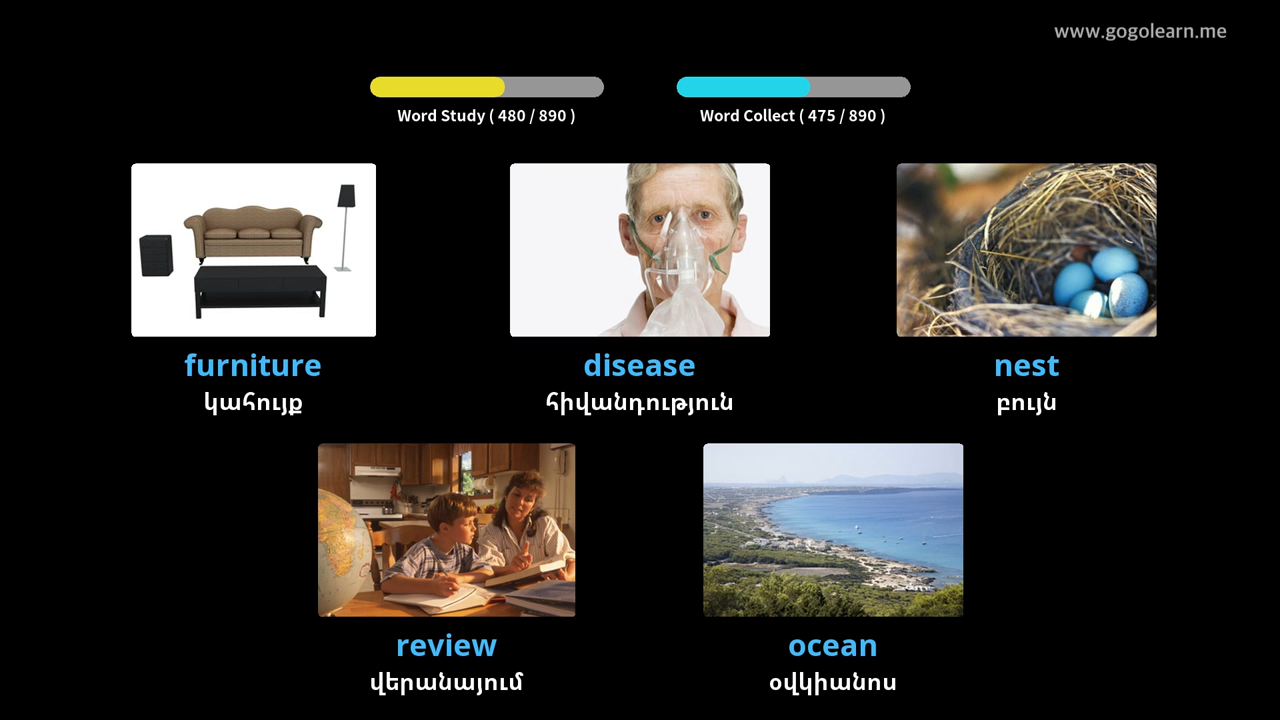 www.gogolearn.me
Word Study ( 480 / 890 )
Word Collect ( 475 / 890 )
furniture
կահույք
disease
հիվանդություն
nest
բույն
review
վերանայում
ocean
օվկիանոս